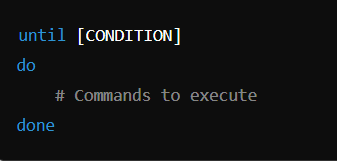 until [CONDITION]
do
    # Commands to execute
done